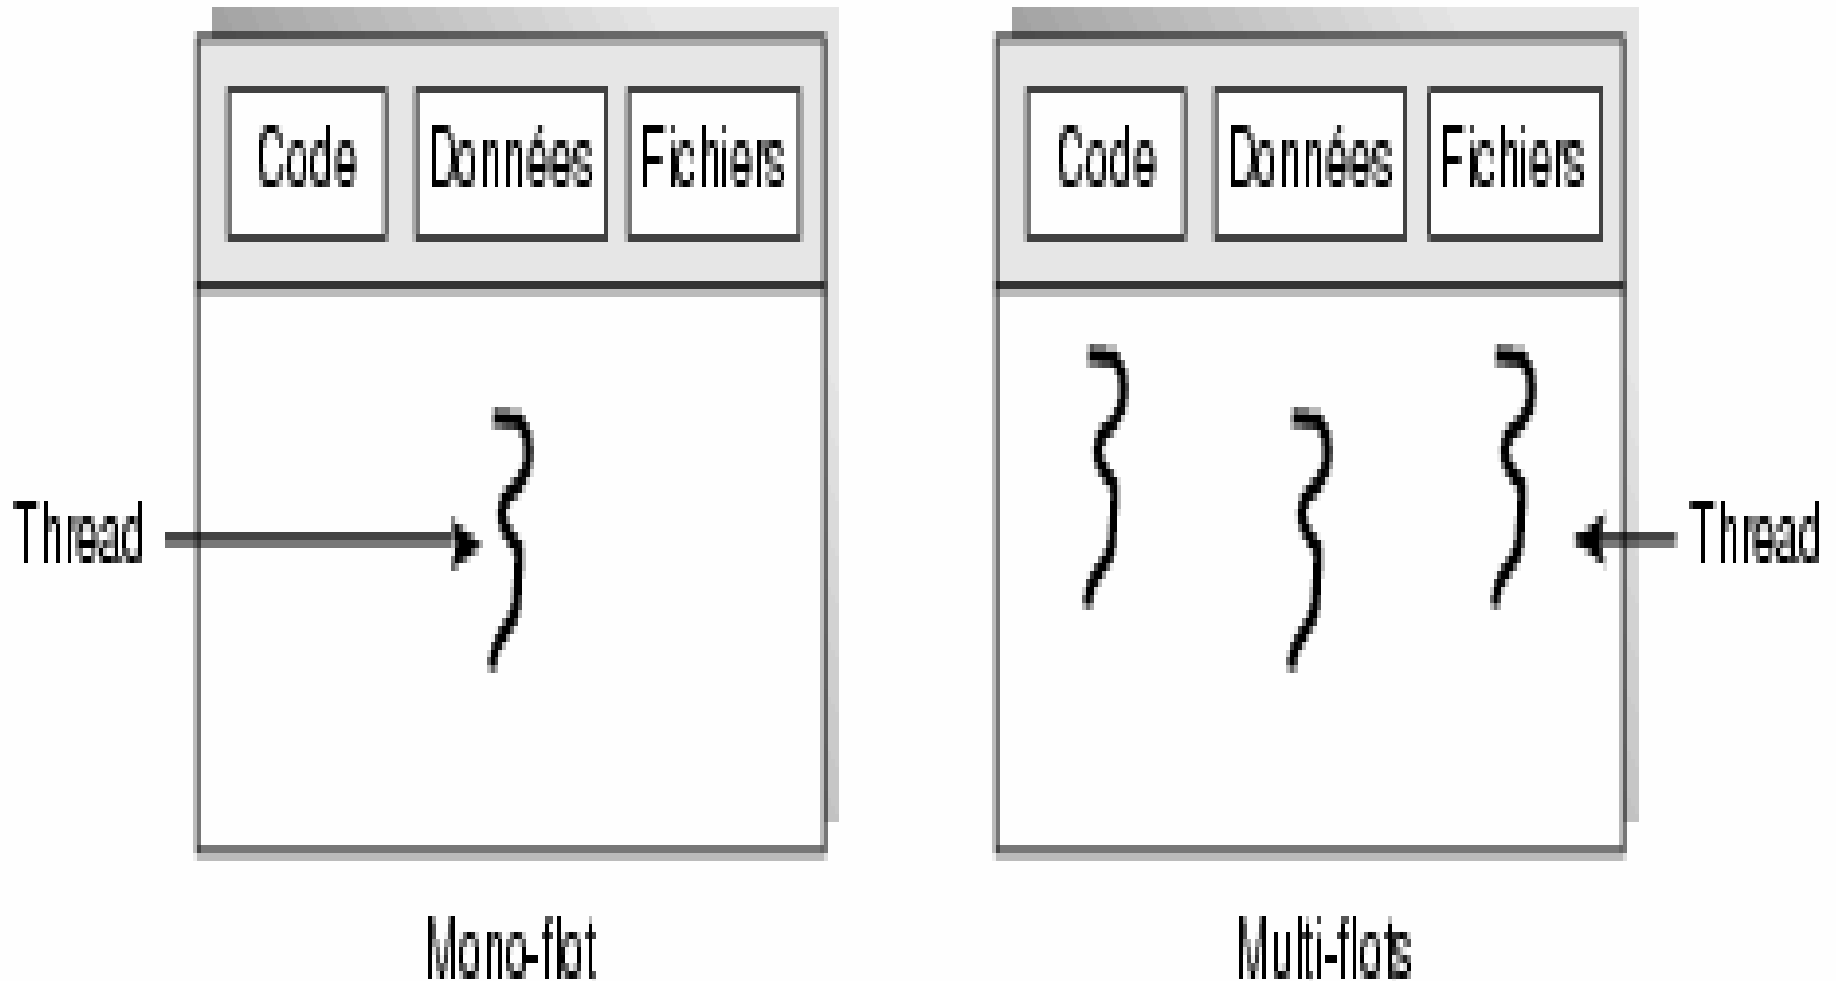 Code Données Fichiers
Code Données Fichiers
Thread
Thread
Mono-flot
Multi-flots